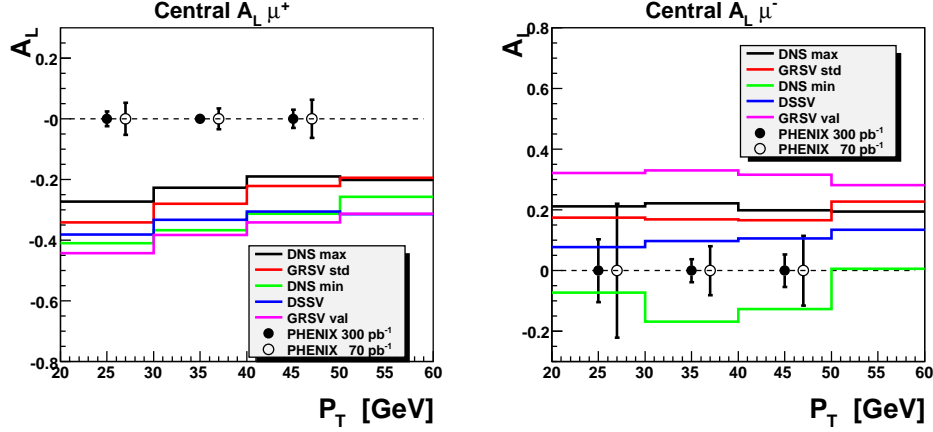 Central A_L μ⁺
A_L
0.2
-0
-0.2
-0.4
-0.6
-0.8
DNS max
GRSV std
DNS min
DSSV
GRSV val
PHENIX 300 pb⁻¹
PHENIX 70 pb⁻¹
20 25 30 35 40 45 50 55 60
P_T [GeV]
Central A_L μ⁻
A_L
0.8
0.6
0.4
0.2
0
-0.2
DNS max
GRSV std
DNS min
DSSV
GRSV val
PHENIX 300 pb⁻¹
PHENIX 70 pb⁻¹
20 25 30 35 40 45 50 55 60
P_T [GeV]